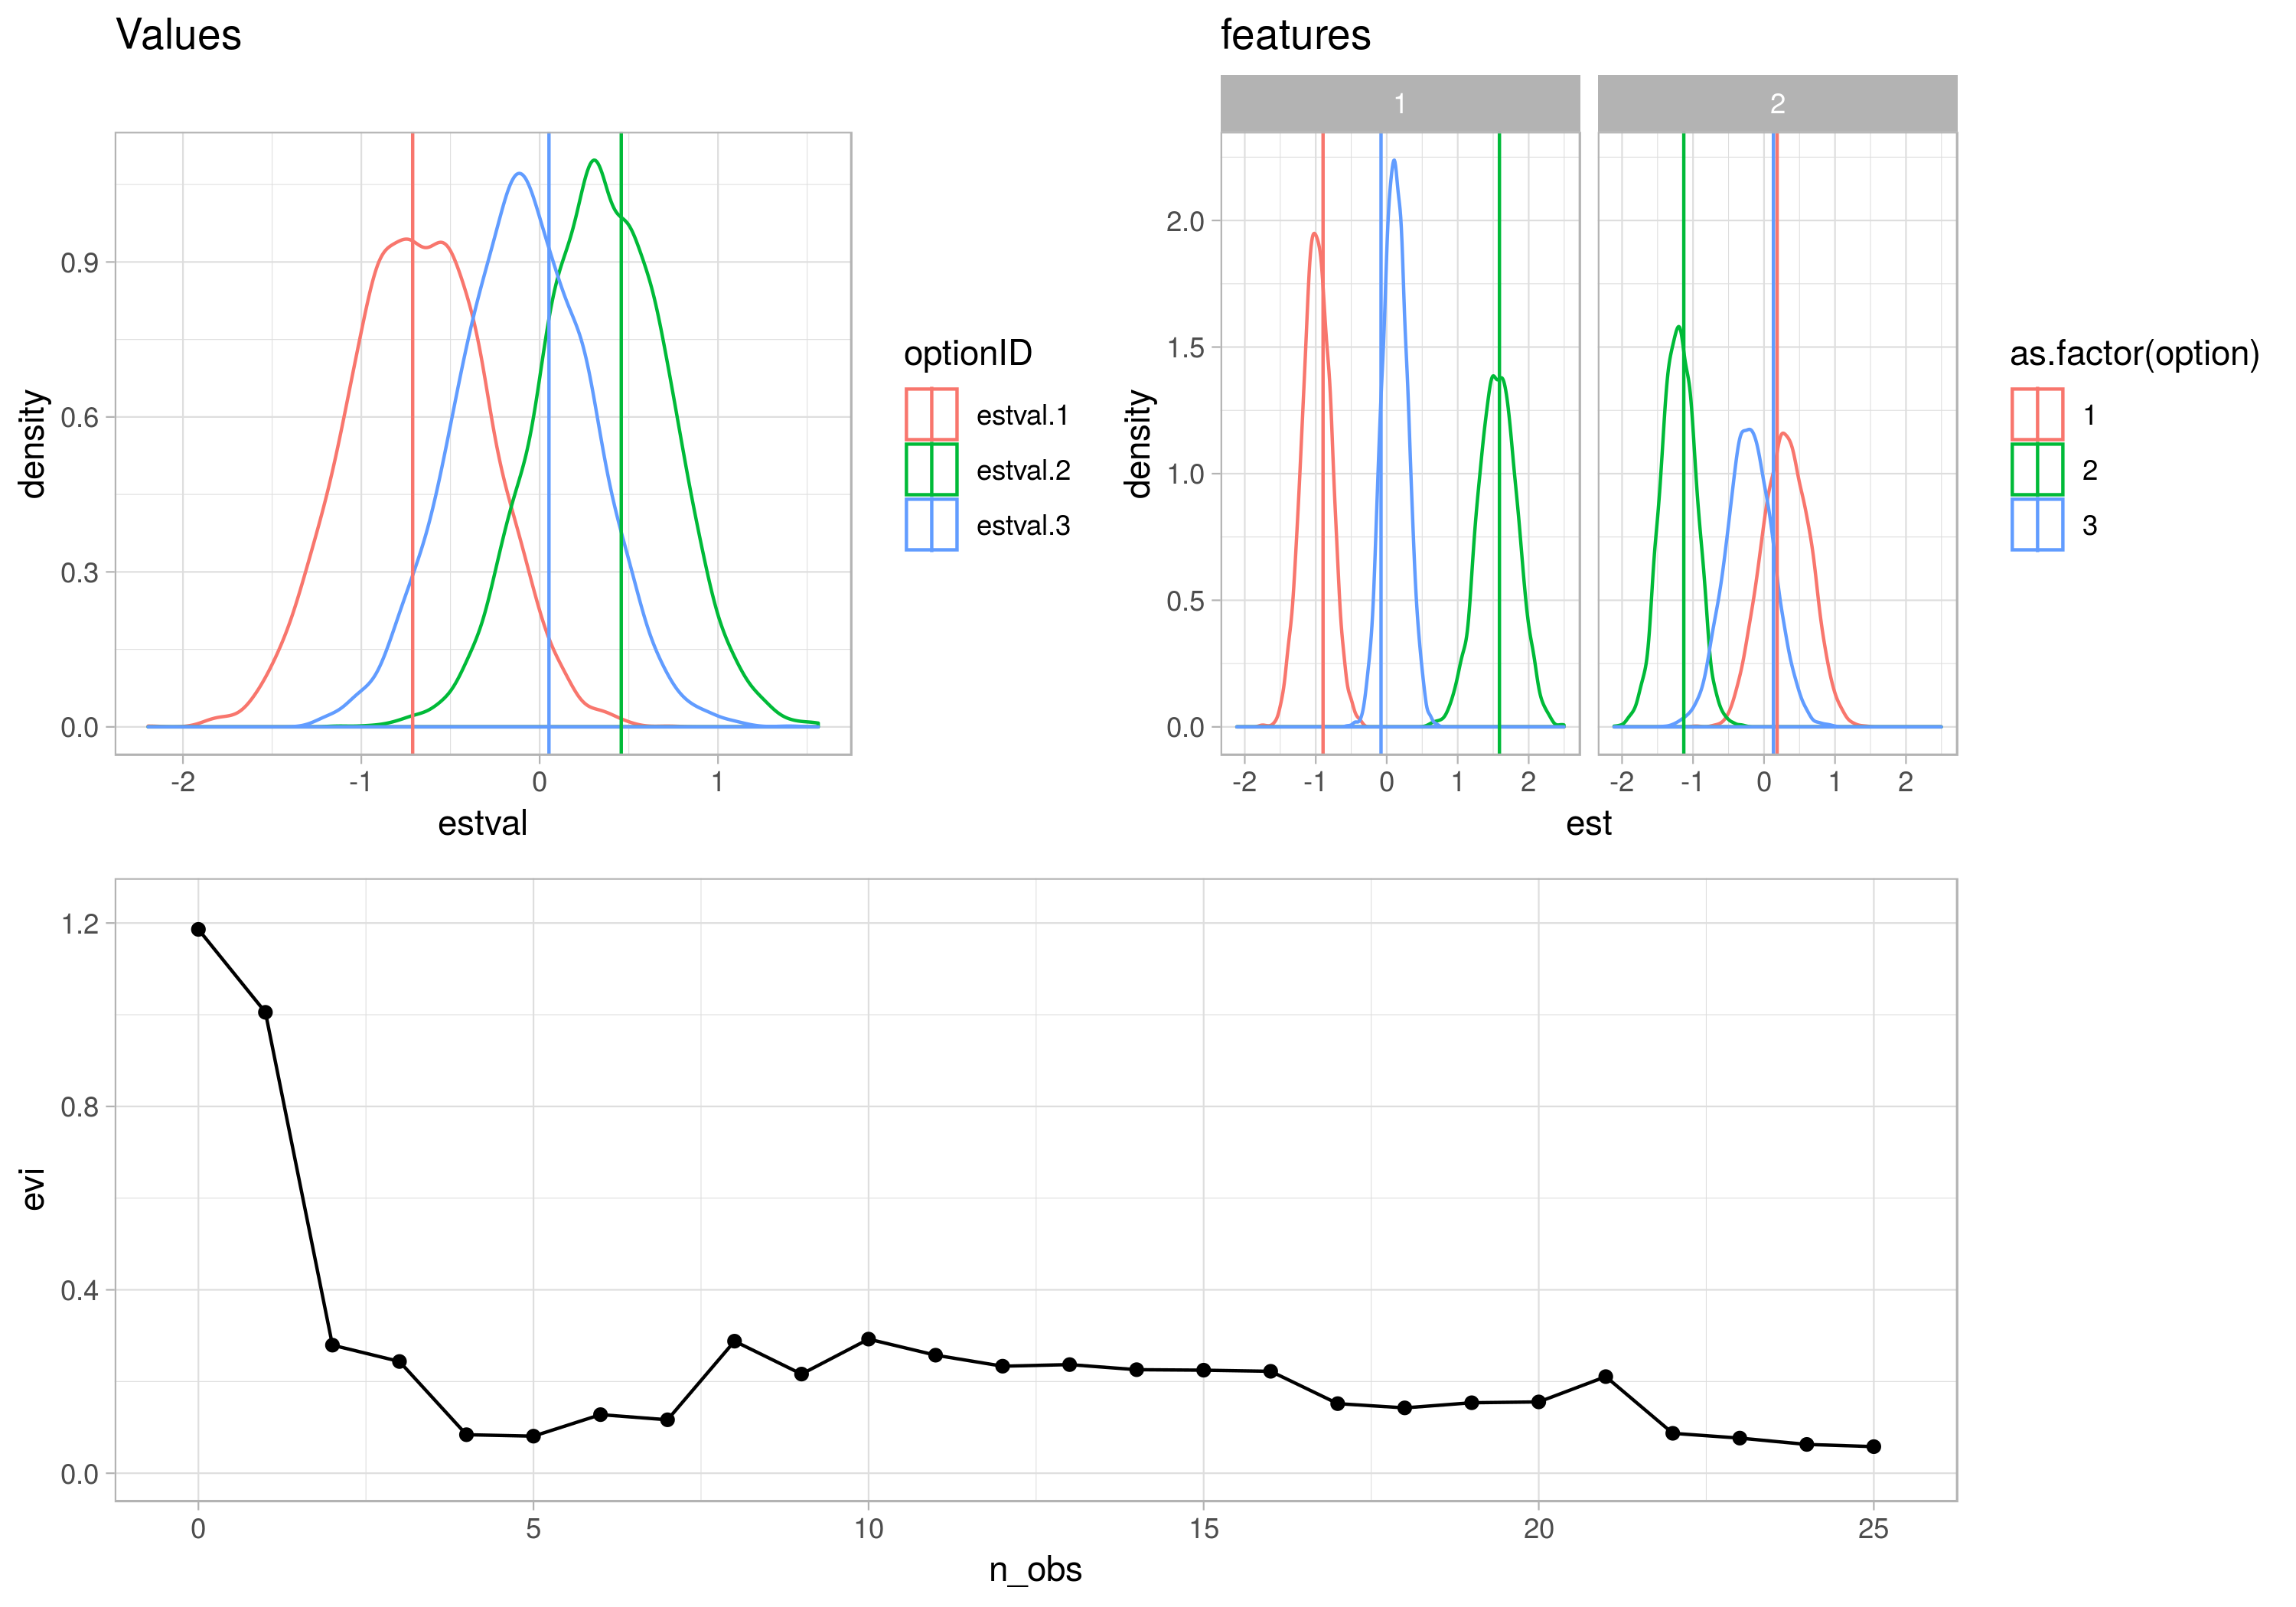 Values
density
0.9
0.6
0.3
0.0
-2 -1 0 1
estval
optionID
estval.1
estval.2
estval.3
features
1 2
density
2.0
1.5
1.0
0.5
0.0
-2 -1 0 1 2 -2 -1 0 1 2
est
as.factor(option)
1
2
3
evi
1.2
0.8
0.4
0.0
0 5 10 15 20 25
n_obs